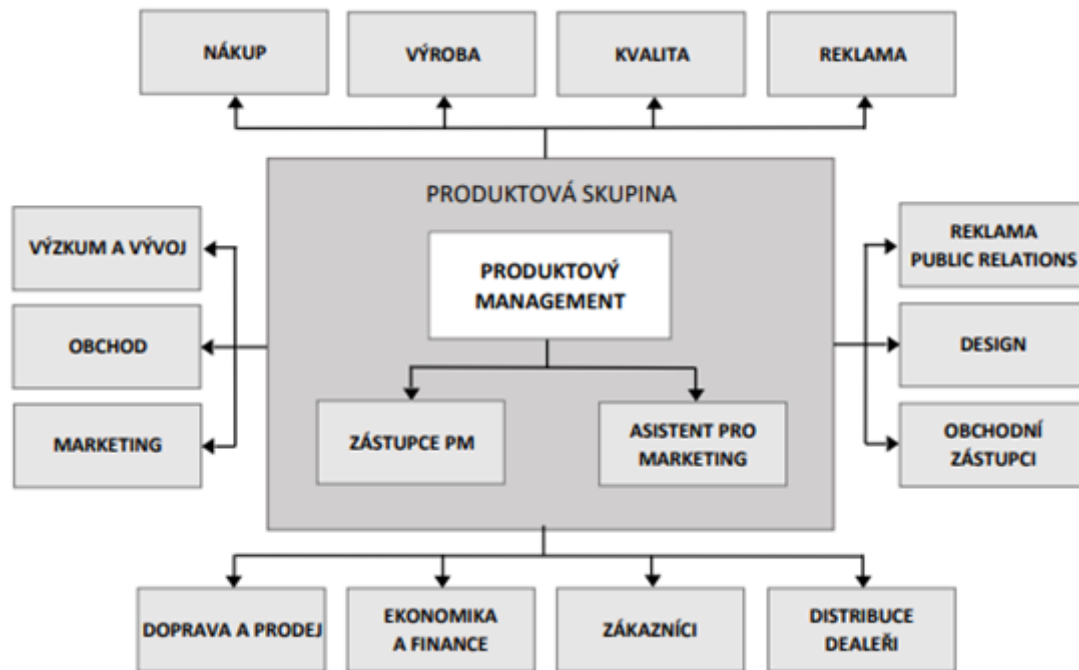 NÁKUP
VÝROBA
KVALITA
REKLAMA
PRODUKTOVÁ SKUPINA
PRODUKTOVÝ
MANAGEMENT
ZÁSTUPCE PM
ASISTENT PRO
MARKETING
VÝZKUM A VÝVOJ
OBCHOD
MARKETING
REKLAMA
PUBLIC RELATIONS
DESIGN
OBCHODNÍ
ZÁSTUPCI
DOPRAVA A PRODEJ
EKONOMIKA
A FINANCE
ZÁKAZNÍCI
DISTRIBUCE
DEALEŘI